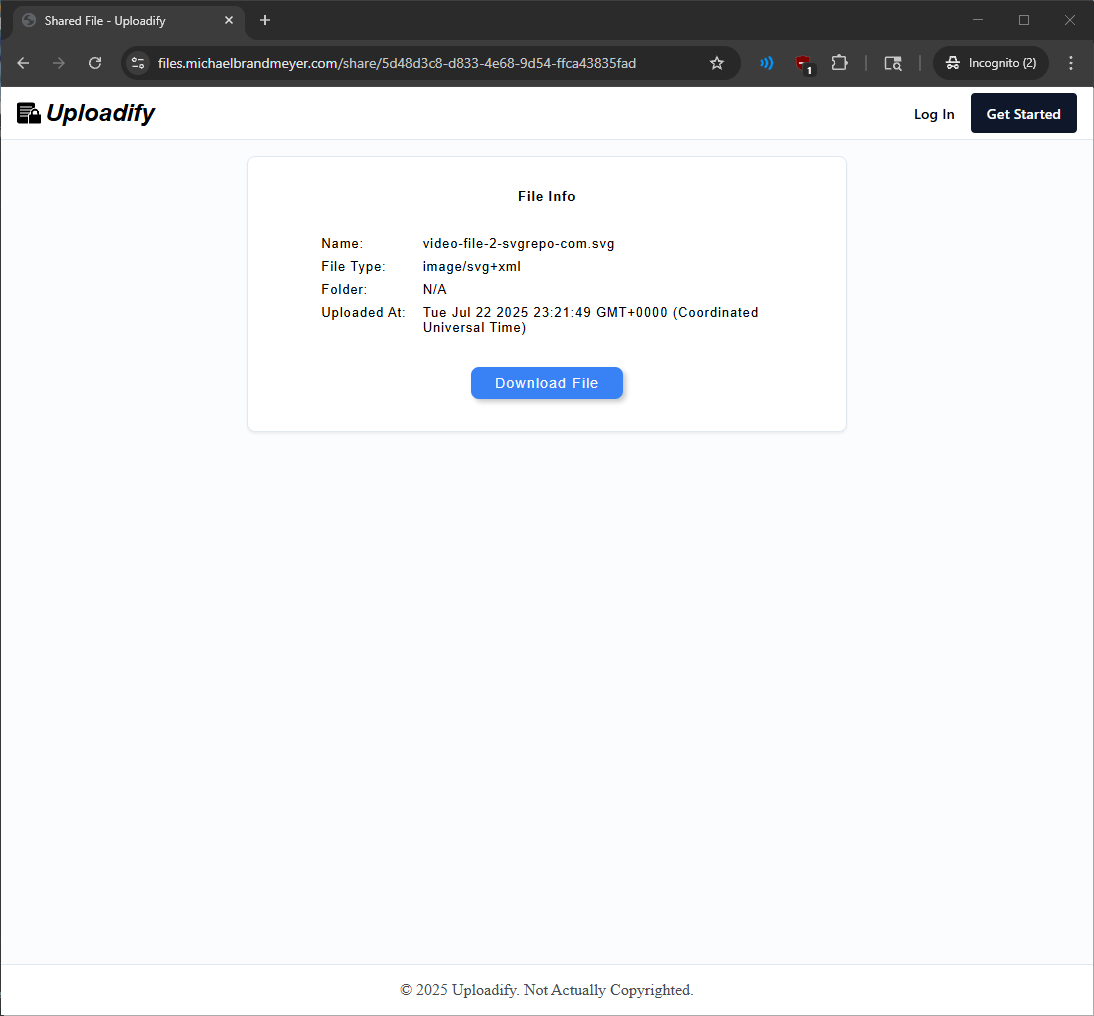 Shared File - Uploadify
files.michaelbrandmeyer.com/share/5d48d3c8-d833-4e68-9d54-ffca43835fad
1
Incognito (2)
Uploadify
Log In
Get Started
File Info
Name: video-file-2-svgrepo-com.svg
File Type: image/svg+xml
Folder: N/A
Uploaded At: Tue Jul 22 2025 23:21:49 GMT+0000 (Coordinated
Universal Time)
Download File
© 2025 Uploadify. Not Actually Copyrighted.